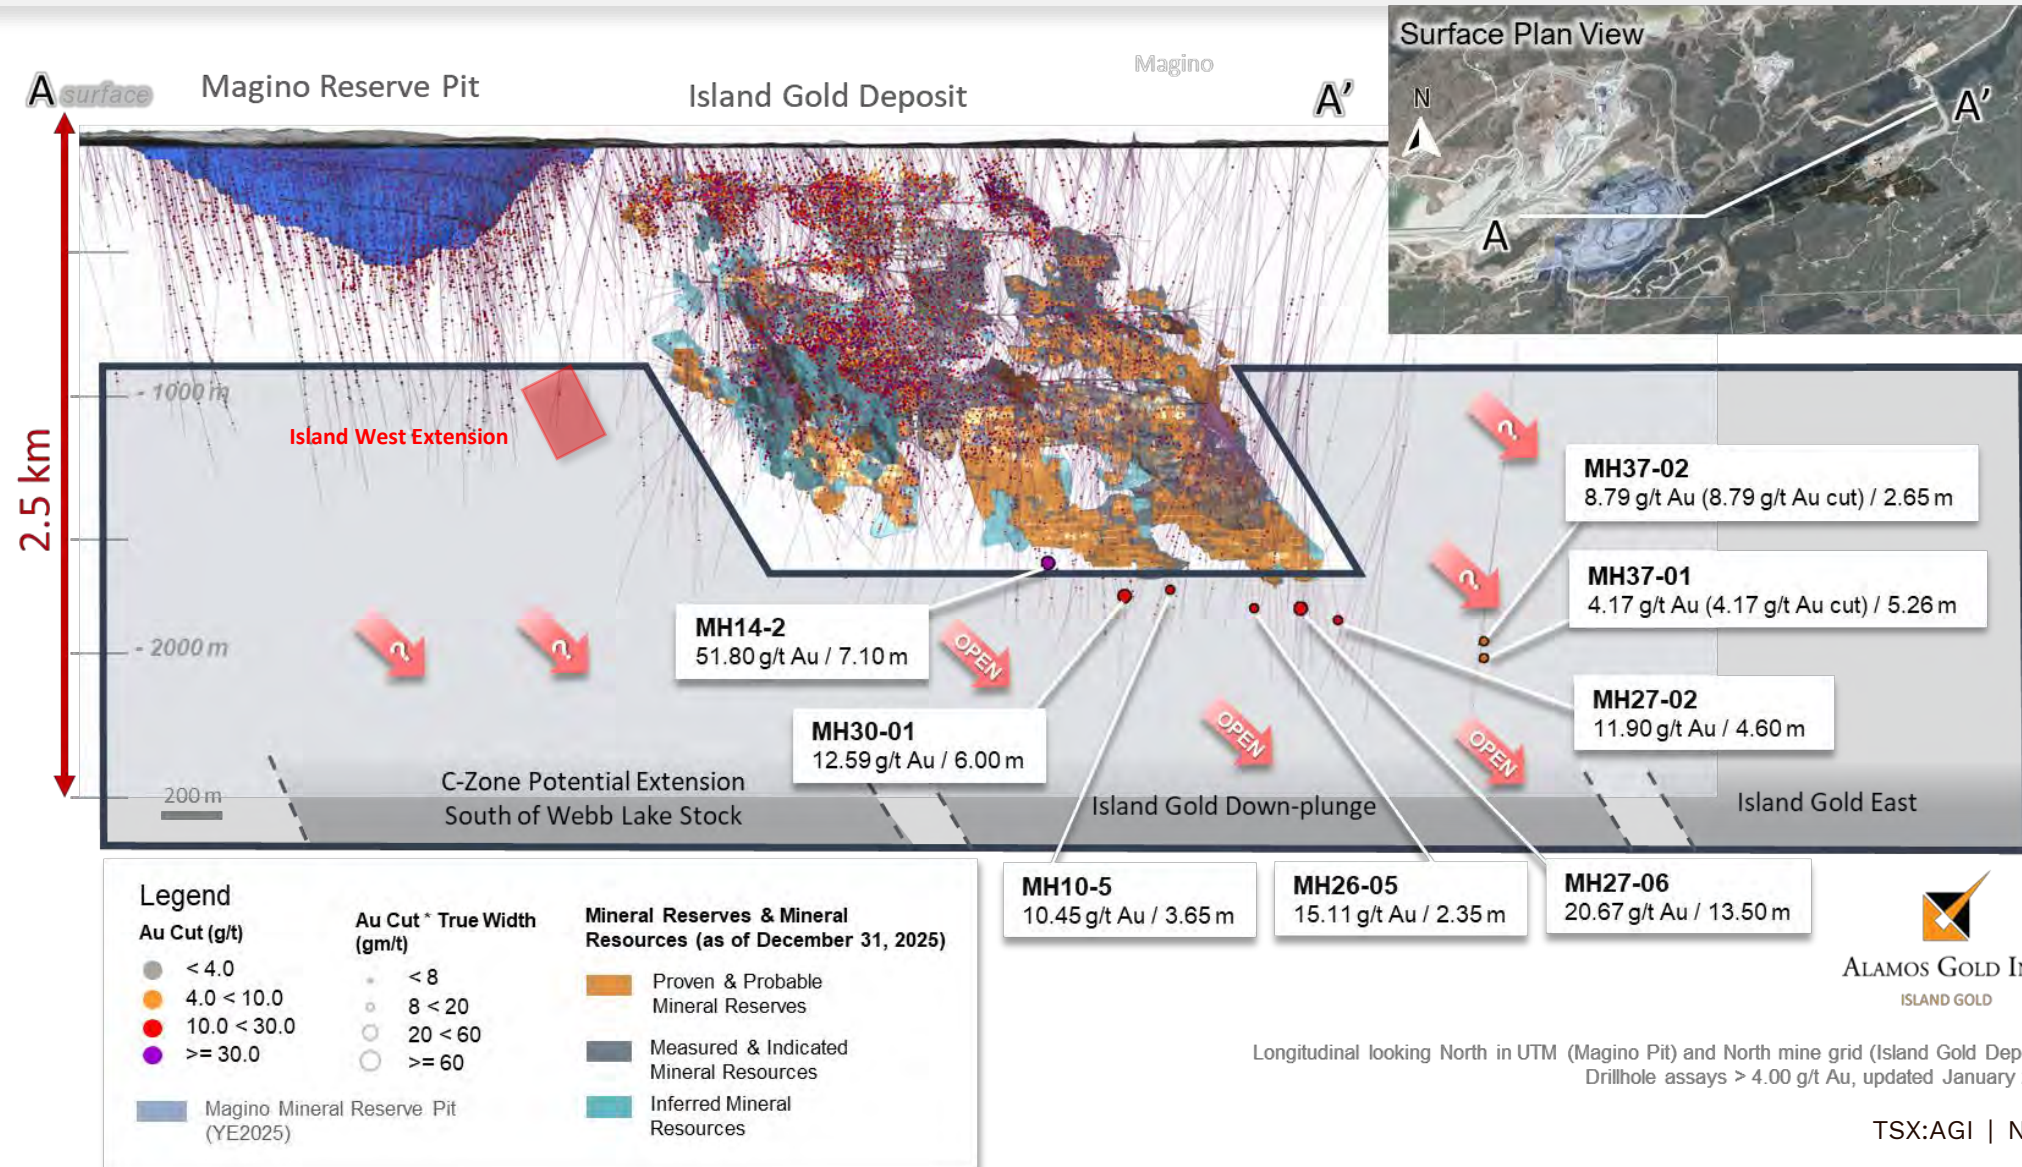 Surface Plan View
N
A
A’
Magino
A
surface
Magino Reserve Pit
Island Gold Deposit
A’
2.5 km
- 1000 m
- 2000 m
200 m
Island West Extension
?
?
?
?
OPEN
OPEN
OPEN
MH37-02
8.79 g/t Au (8.79 g/t Au cut) / 2.65 m
MH37-01
4.17 g/t Au (4.17 g/t Au cut) / 5.26 m
MH14-2
51.80 g/t Au / 7.10 m
MH27-02
11.90 g/t Au / 4.60 m
MH30-01
12.59 g/t Au / 6.00 m
C-Zone Potential Extension
South of Webb Lake Stock
Island Gold Down-plunge
Island Gold East
MH10-5
10.45 g/t Au / 3.65 m
MH26-05
15.11 g/t Au / 2.35 m
MH27-06
20.67 g/t Au / 13.50 m
Legend
Au Cut (g/t)
< 4.0
4.0 < 10.0
10.0 < 30.0
>= 30.0
Au Cut * True Width
(gm/t)
< 8
8 < 20
20 < 60
>= 60
Magino Mineral Reserve Pit
(YE2025)
Mineral Reserves & Mineral
Resources (as of December 31, 2025)
Proven & Probable
Mineral Reserves
Measured & Indicated
Mineral Resources
Inferred Mineral
Resources
ALAMOS GOLD IN
ISLAND GOLD
Longitudinal looking North in UTM (Magino Pit) and North mine grid (Island Gold Dep
Drillhole assays > 4.00 g/t Au, updated January
TSX:AGI | N